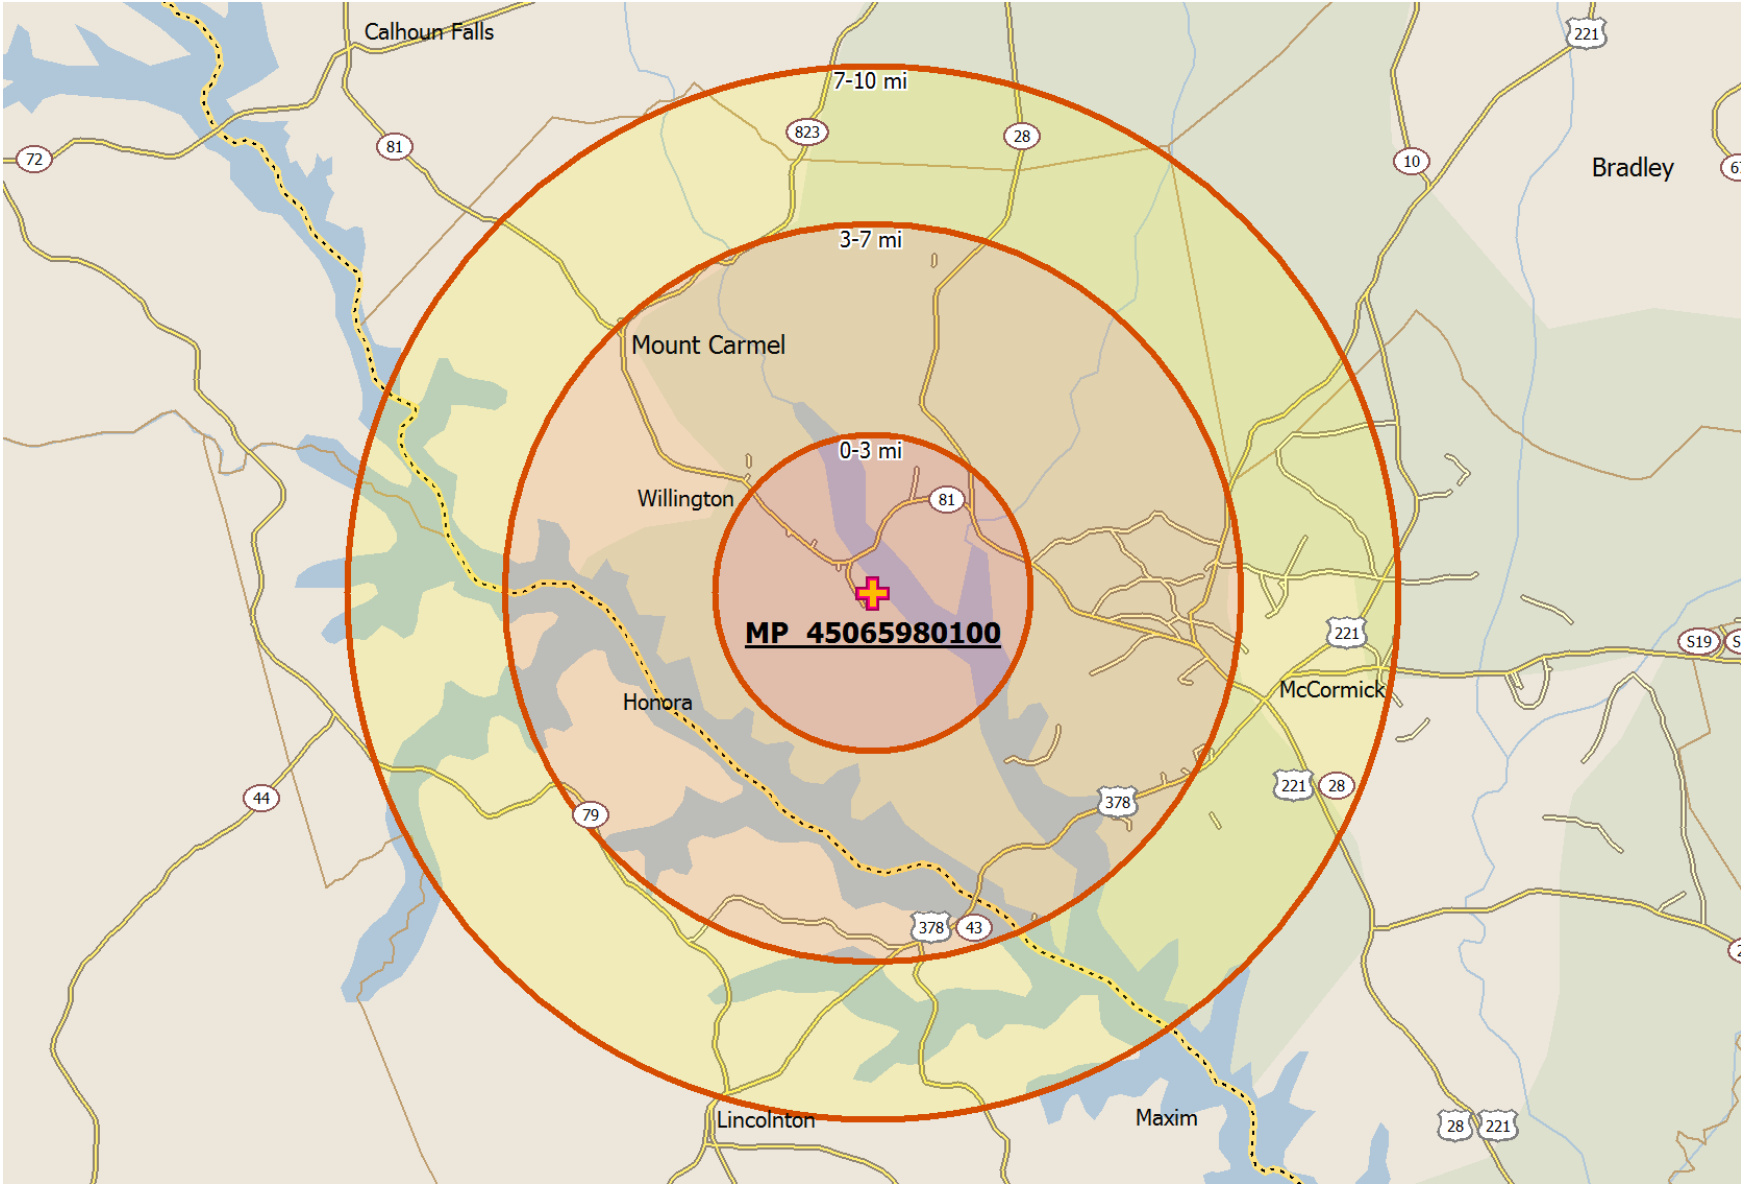 Calhoun Falls
221
7-10 mi
823
28
81
72
10
Bradley
3-7 mi
Mount Carmel
0-3 mi
Willington
81
MP 45065980100
221
S19
McCormick
Honora
221
28
44
378
79
378
43
Lincolnton
Maxim
28
221